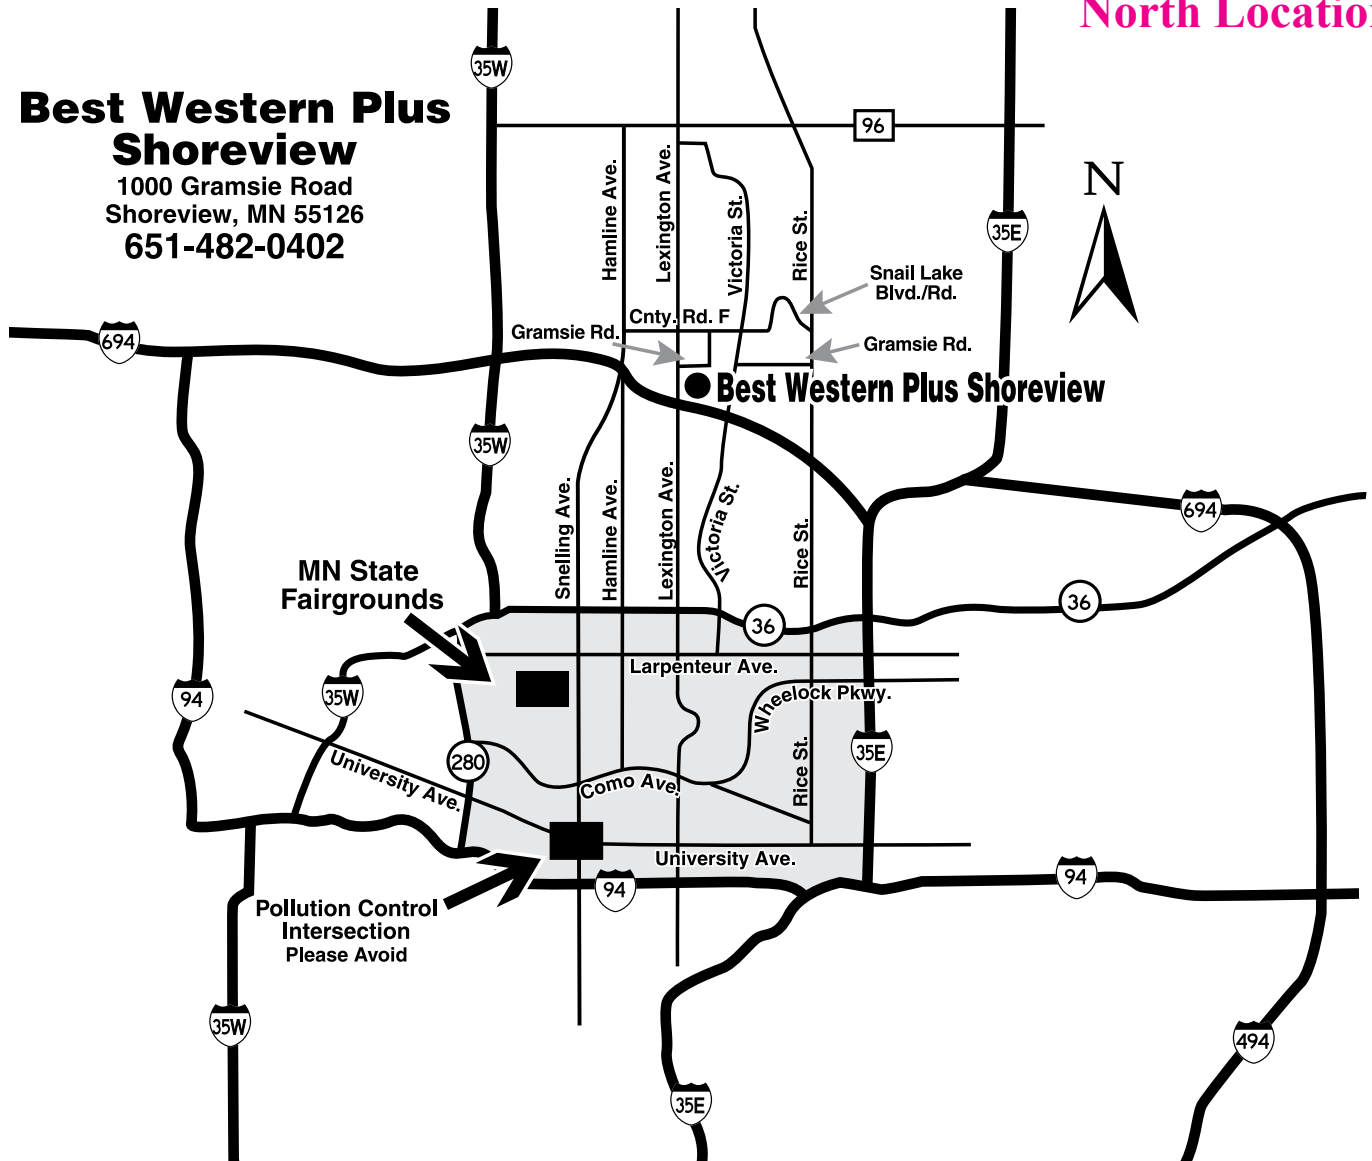 North Location
Best Western Plus
Shoreview
1000 Gramsie Road
Shoreview, MN 55126
651-482-0402
35W
96
N
Hamline Ave.
Lexington Ave.
Victoria St.
Rice St.
35E
Snail Lake
Blvd./Rd.
Cnty. Rd. F
Gramsie Rd.
Gramsie Rd.
694
Best Western Plus Shoreview
35W
694
Snelling Ave.
Hamline Ave.
Lexington Ave.
Victoria St.
Rice St.
MN State
Fairgrounds
36
36
Larpenteur Ave.
Wheelock Pkwy.
94
35W
280
35E
Rice St.
University Ave.
Como Ave.
University Ave.
94
94
Pollution Control
Intersection
Please Avoid
35W
494
35E